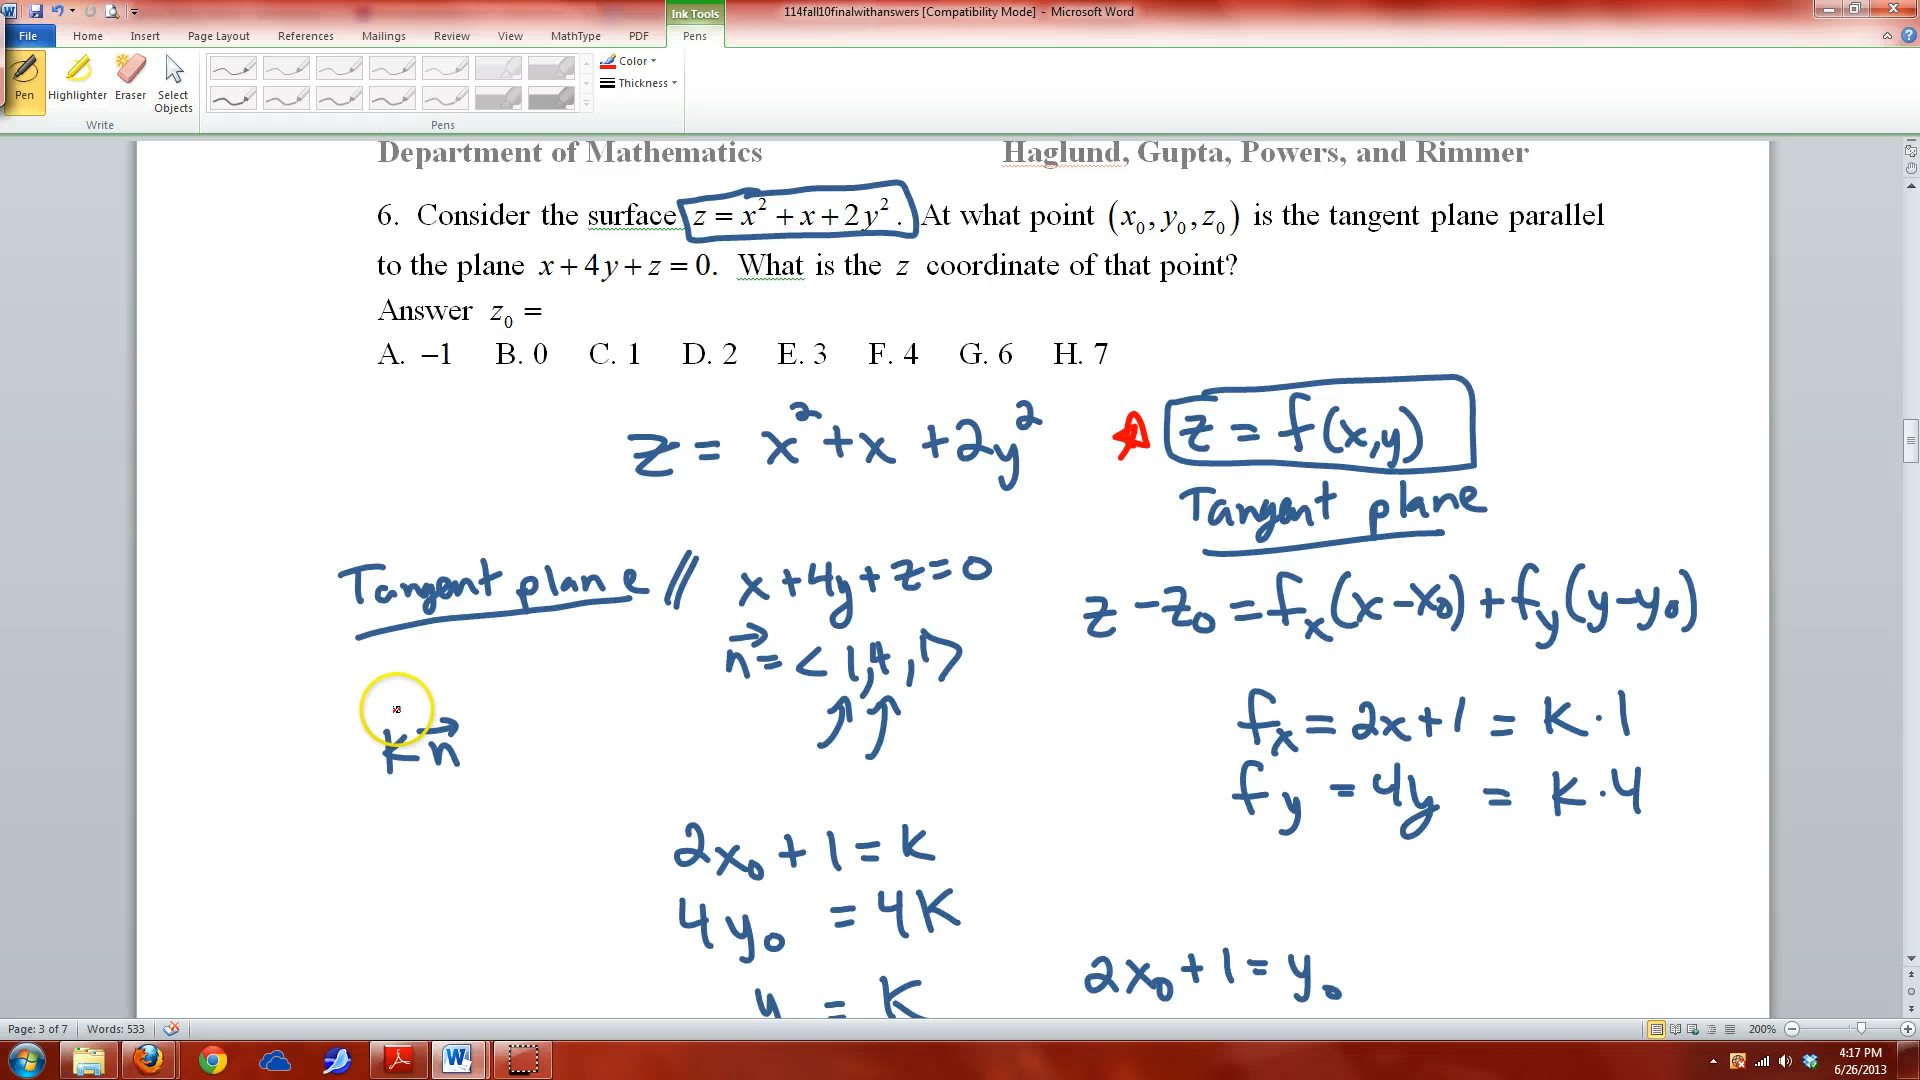 114fall10finalwithanswers [Compatibility Mode] - Microsoft Word
Ink Tools
File Home Insert Page Layout References Mailings Review View MathType PDF Pens
Pen Highlighter Eraser Select Objects
Color
Thickness
Write Pens
Department of Mathematics Haglund, Gupta, Powers, and Rimmer
6. Consider the surface z = x² + x + 2y². At what point (x₀, y₀, z₀) is the tangent plane parallel
to the plane x + 4y + z = 0. What is the z coordinate of that point?
Answer z₀ =
A. −1 B. 0 C. 1 D. 2 E. 3 F. 4 G. 6 H. 7
z = x² + x + 2y²
z = f(x,y)
Tangent plane
Tangent plane // x + 4y + z = 0
z − z₀ = fₓ(x − x₀) + f_y(y − y₀)
n⃗ = < 1, 4, 1 >
k n⃗
fₓ = 2x + 1 = k · 1
f_y = 4y = k · 4
2x₀ + 1 = k
4y₀ = 4k
2x₀ + 1 = y₀
y = k
Page: 3 of 7 Words: 533 200%
4:17 PM
6/26/2013